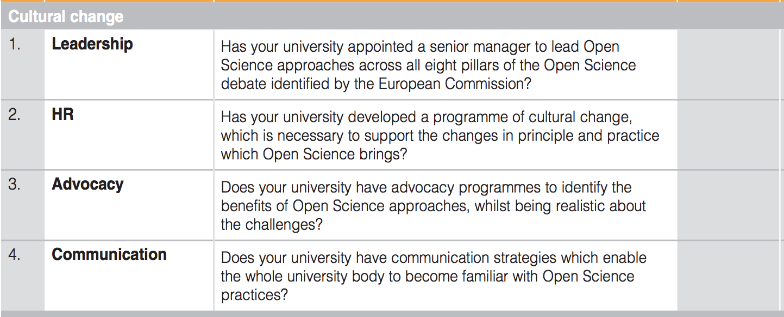 Cultural change
1. Leadership Has your university appointed a senior manager to lead Open
Science approaches across all eight pillars of the Open Science
debate identified by the European Commission?
2. HR Has your university developed a programme of cultural change,
which is necessary to support the changes in principle and practice
which Open Science brings?
3. Advocacy Does your university have advocacy programmes to identify the
benefits of Open Science approaches, whilst being realistic about
the challenges?
4. Communication Does your university have communication strategies which enable
the whole university body to become familiar with Open Science
practices?